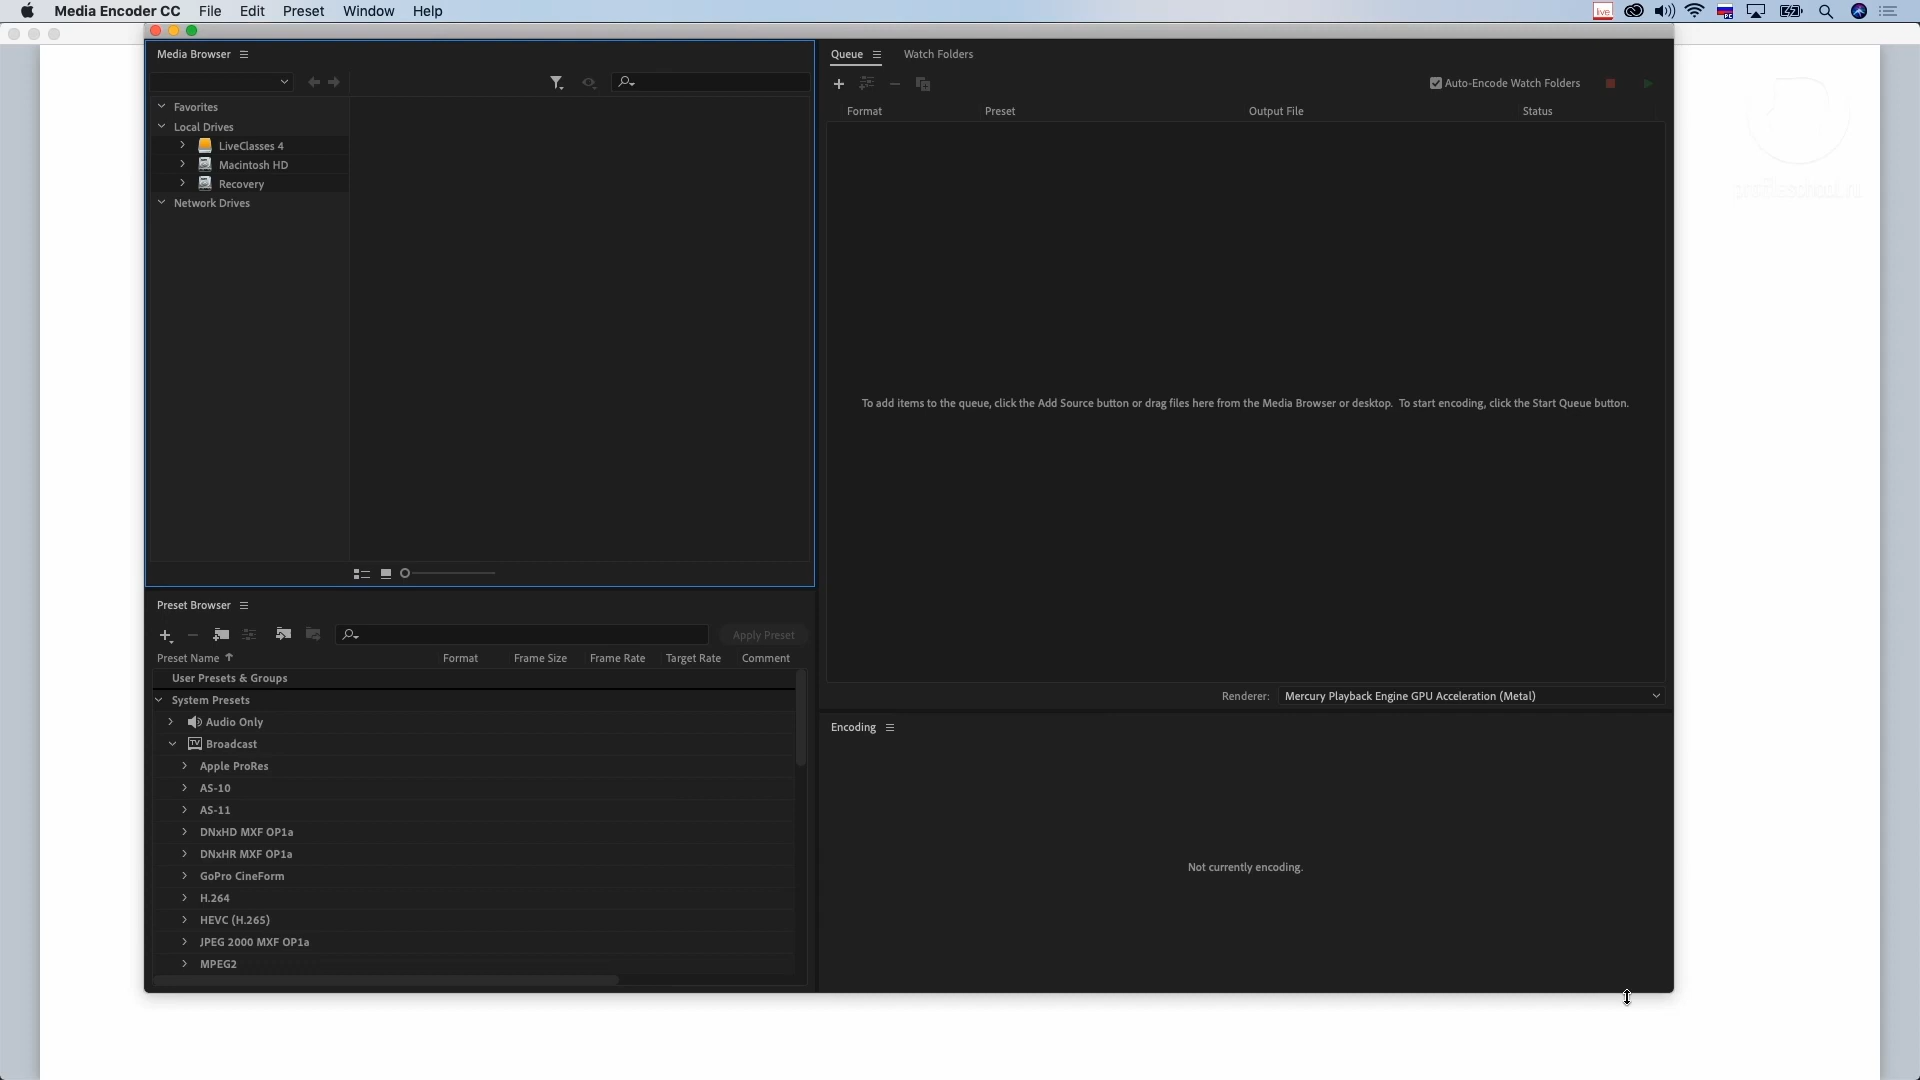 Media Encoder CC File Edit Preset Window Help
live
Media Browser
Favorites
Local Drives
LiveClasses 4
Macintosh HD
Recovery
Network Drives
Queue Watch Folders
Auto-Encode Watch Folders
Format Preset Output File Status
To add items to the queue, click the Add Source button or drag files here from the Media Browser or desktop. To start encoding, click the Start Queue button.
Renderer: Mercury Playback Engine GPU Acceleration (Metal)
Preset Browser
Apply Preset
Preset Name Format Frame Size Frame Rate Target Rate Comment
User Presets & Groups
System Presets
Audio Only
TV Broadcast
Apple ProRes
AS-10
AS-11
DNxHD MXF OP1a
DNxHR MXF OP1a
GoPro CineForm
H.264
HEVC (H.265)
JPEG 2000 MXF OP1a
MPEG2
Encoding
Not currently encoding.